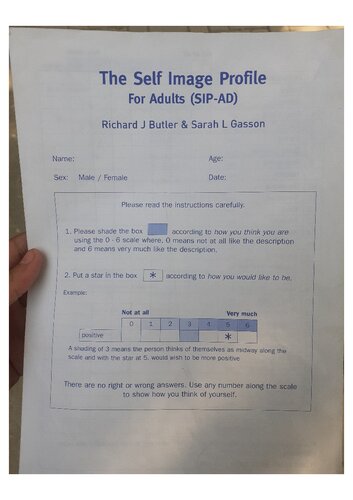 The Self Image Profile
For Adults (SIP-AD)
Richard J Butler & Sarah L Gasson
Name: Age:
Sex: Male / Female Date:
Please read the instructions carefully.
1. Please shade the box according to how you think you are
using the 0 - 6 scale where, 0 means not at all like the description
and 6 means very much like the description.
2. Put a star in the box * according to how you would like to be.
Example:
Not at all Very much
0 1 2 3 4 5 6
positive *
A shading of 3 means the person thinks of themselves as midway along the
scale and with the star at 5, would wish to be more positive
There are no right or wrong answers. Use any number along the scale
to show how you think of yourself.